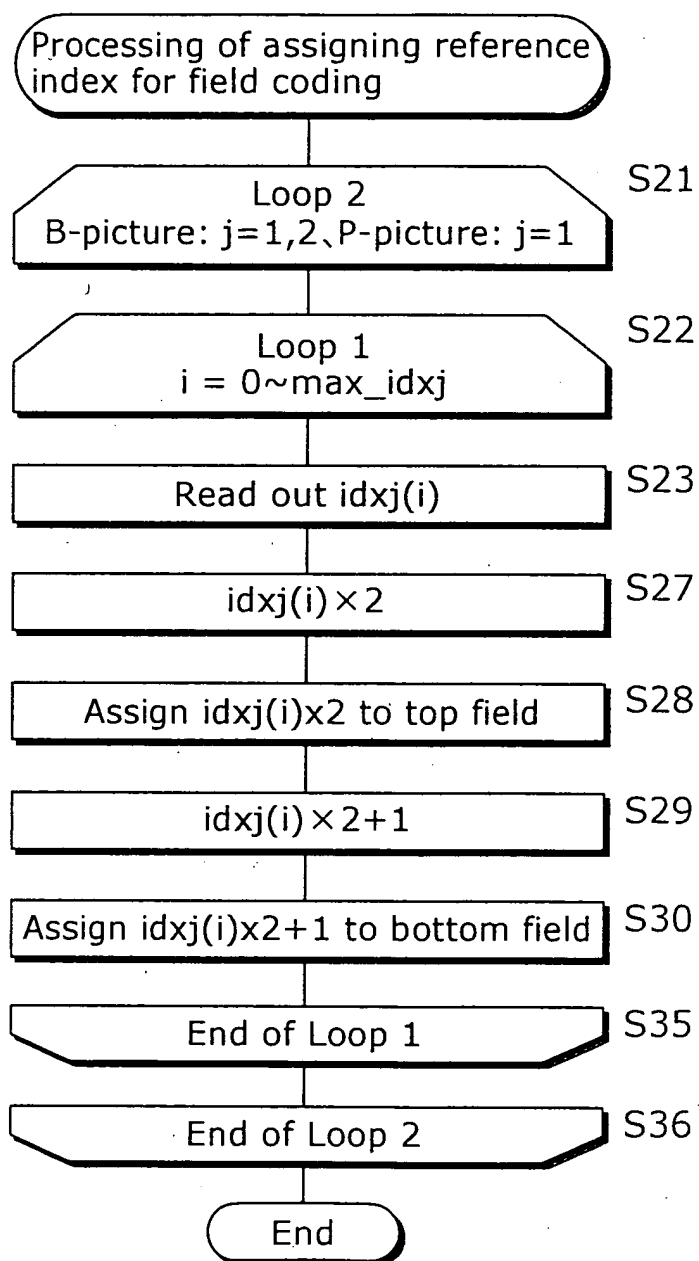 Processing of assigning reference
index for field coding
S21
Loop 2
B-picture: j=1,2、P-picture: j=1
S22
Loop 1
i = 0~max_idxj
S23
Read out idxj(i)
S27
idxj(i)×2
S28
Assign idxj(i)x2 to top field
S29
idxj(i)×2+1
S30
Assign idxj(i)x2+1 to bottom field
S35
End of Loop 1
S36
End of Loop 2
End